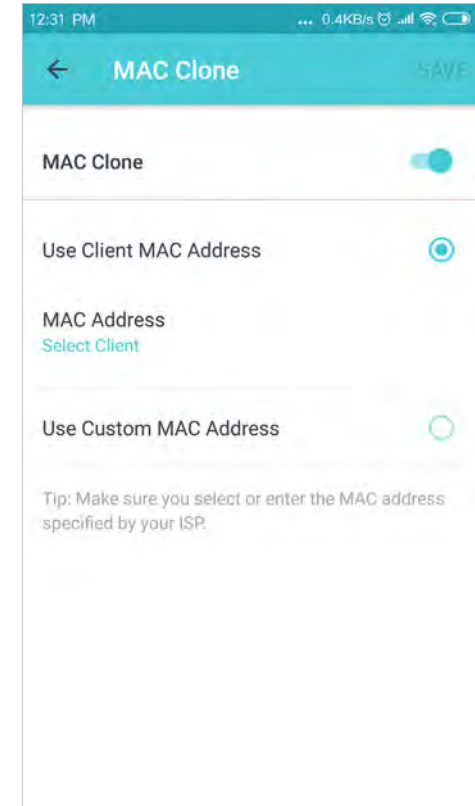 12:31 PM ... 0.4KB/s
MAC Clone SAVE
MAC Clone
Use Client MAC Address
MAC Address
Select Client
Use Custom MAC Address
Tip: Make sure you select or enter the MAC address
specified by your ISP.